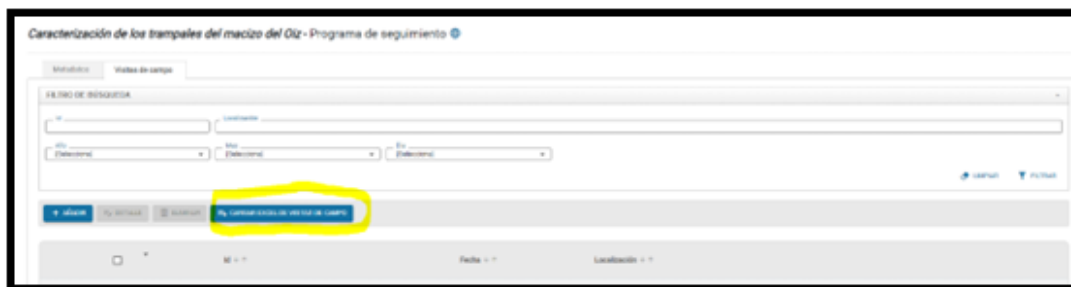 Caracterización de los trampales del macizo del Oiz - Programa de seguimiento
Metadatos Visitas de campo
FILTRO DE BÚSQUEDA
Id Localización
Año Mes Día
[Selecciona] [Selecciona] [Selecciona]
LIMPIAR FILTRAR
+ AÑADIR DETALLE ELIMINAR CARGAR EXCEL DE VISITAS DE CAMPO
Id Fecha Localización